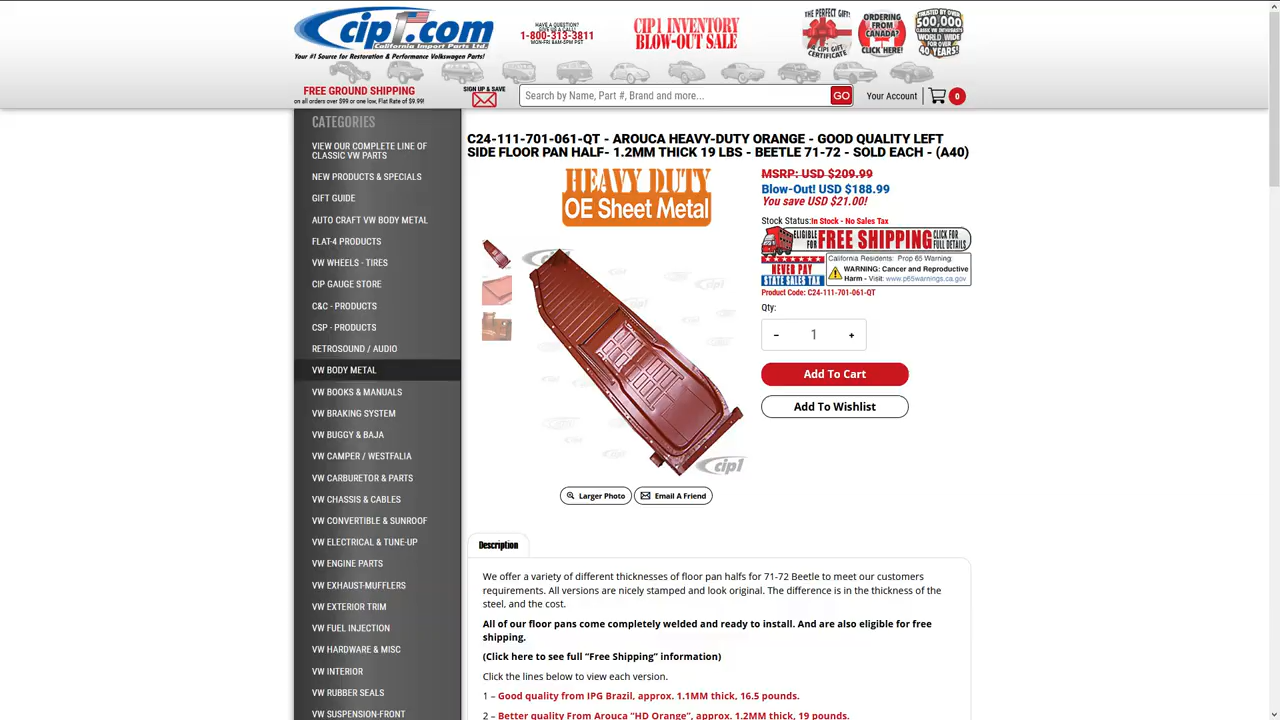 cip1.com
California Import Parts Ltd.
Your #1 Source for Restoration & Performance Volkswagen Parts!
HAVE A QUESTION?
GIVE US A CALL!
1-800-313-3811
MON-FRI 8AM-5PM PST
CIP1 INVENTORY
BLOW-OUT SALE
THE PERFECT GIFT!
CIP1 GIFT
CERTIFICATE
ORDERING
FROM
CANADA?
CLICK HERE!
TRUSTED BY OVER
500,000
CLASSIC VW ENTHUSIASTS
WORLD WIDE
FOR OVER
40 YEARS!
FREE GROUND SHIPPING
on all orders over $99 or one low, Flat Rate of $9.99!
SIGN UP & SAVE
Search by Name, Part #, Brand and more...
GO
Your Account
0
CATEGORIES
VIEW OUR COMPLETE LINE OF
CLASSIC VW PARTS
NEW PRODUCTS & SPECIALS
GIFT GUIDE
AUTO CRAFT VW BODY METAL
FLAT-4 PRODUCTS
VW WHEELS - TIRES
CIP GAUGE STORE
C&C - PRODUCTS
CSP - PRODUCTS
RETROSOUND / AUDIO
VW BODY METAL
VW BOOKS & MANUALS
VW BRAKING SYSTEM
VW BUGGY & BAJA
VW CAMPER / WESTFALIA
VW CARBURETOR & PARTS
VW CHASSIS & CABLES
VW CONVERTIBLE & SUNROOF
VW ELECTRICAL & TUNE-UP
VW ENGINE PARTS
VW EXHAUST-MUFFLERS
VW EXTERIOR TRIM
VW FUEL INJECTION
VW HARDWARE & MISC
VW INTERIOR
VW RUBBER SEALS
VW SUSPENSION-FRONT
C24-111-701-061-QT - AROUCA HEAVY-DUTY ORANGE - GOOD QUALITY LEFT
SIDE FLOOR PAN HALF- 1.2MM THICK 19 LBS - BEETLE 71-72 - SOLD EACH - (A40)
HEAVY DUTY
OE Sheet Metal
cip1
cip1
cip1
Larger Photo
Email A Friend
MSRP: USD $209.99
Blow-Out! USD $188.99
You save USD $21.00!
Stock Status:In Stock - No Sales Tax
ELIGIBLE FOR FREE SHIPPING CLICK FOR FULL DETAILS
NEVER PAY
STATE SALES TAX
California Residents: Prop 65 Warning:
WARNING: Cancer and Reproductive
Harm - Visit: www.p65warnings.ca.gov
Product Code: C24-111-701-061-QT
Qty:
- 1 +
Add To Cart
Add To Wishlist
Description
We offer a variety of different thicknesses of floor pan halfs for 71-72 Beetle to meet our customers
requirements. All versions are nicely stamped and look original. The difference is in the thickness of the
steel, and the cost.
All of our floor pans come completely welded and ready to install. And are also eligible for free
shipping.
(Click here to see full “Free Shipping” information)
Click the lines below to view each version.
1 – Good quality from IPG Brazil, approx. 1.1MM thick, 16.5 pounds.
2 – Better quality From Arouca "HD Orange”, approx. 1.2MM thick, 19 pounds.